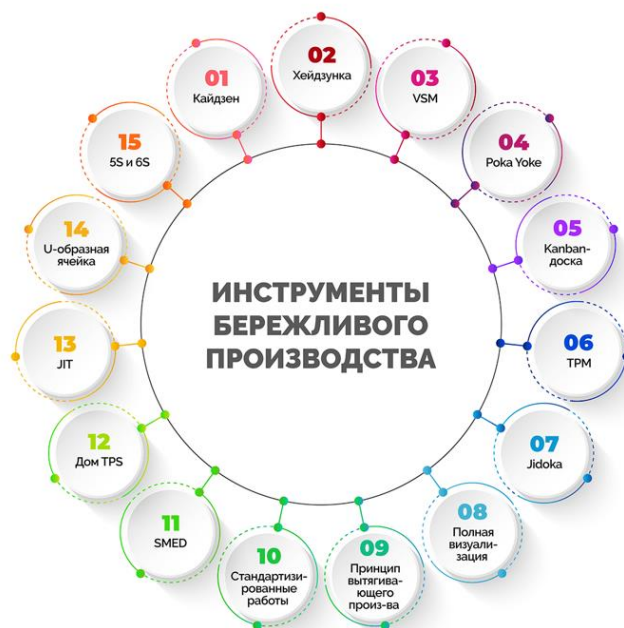 ИНСТРУМЕНТЫ
БЕРЕЖЛИВОГО
ПРОИЗВОДСТВА
01
Кайдзен
02
Хейдзунка
03
VSM
04
Poka Yoke
05
Kanban-
доска
06
TPM
07
Jidoka
08
Полная
визуали-
зация
09
Принцип
вытягива-
ющего
произ-ва
10
Стандартизи-
рованные
работы
11
SMED
12
Дом TPS
13
JIT
14
U-образная
ячейка
15
5S и 6S